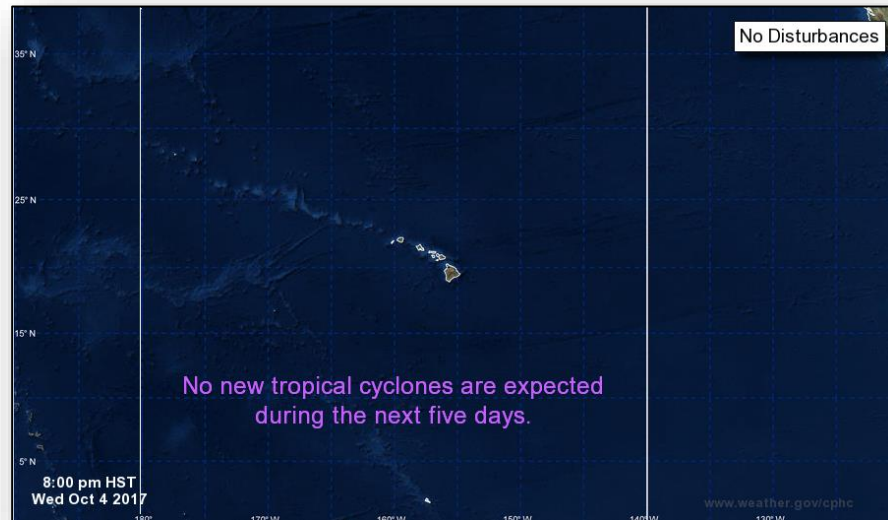 No Disturbances
35° N
25° N
15° N
5° N
No new tropical cyclones are expected
during the next five days.
8:00 pm HST
Wed Oct 4 2017
www.weather.gov/cphc
180°
170° W
160° W
150° W
140° W
130° W